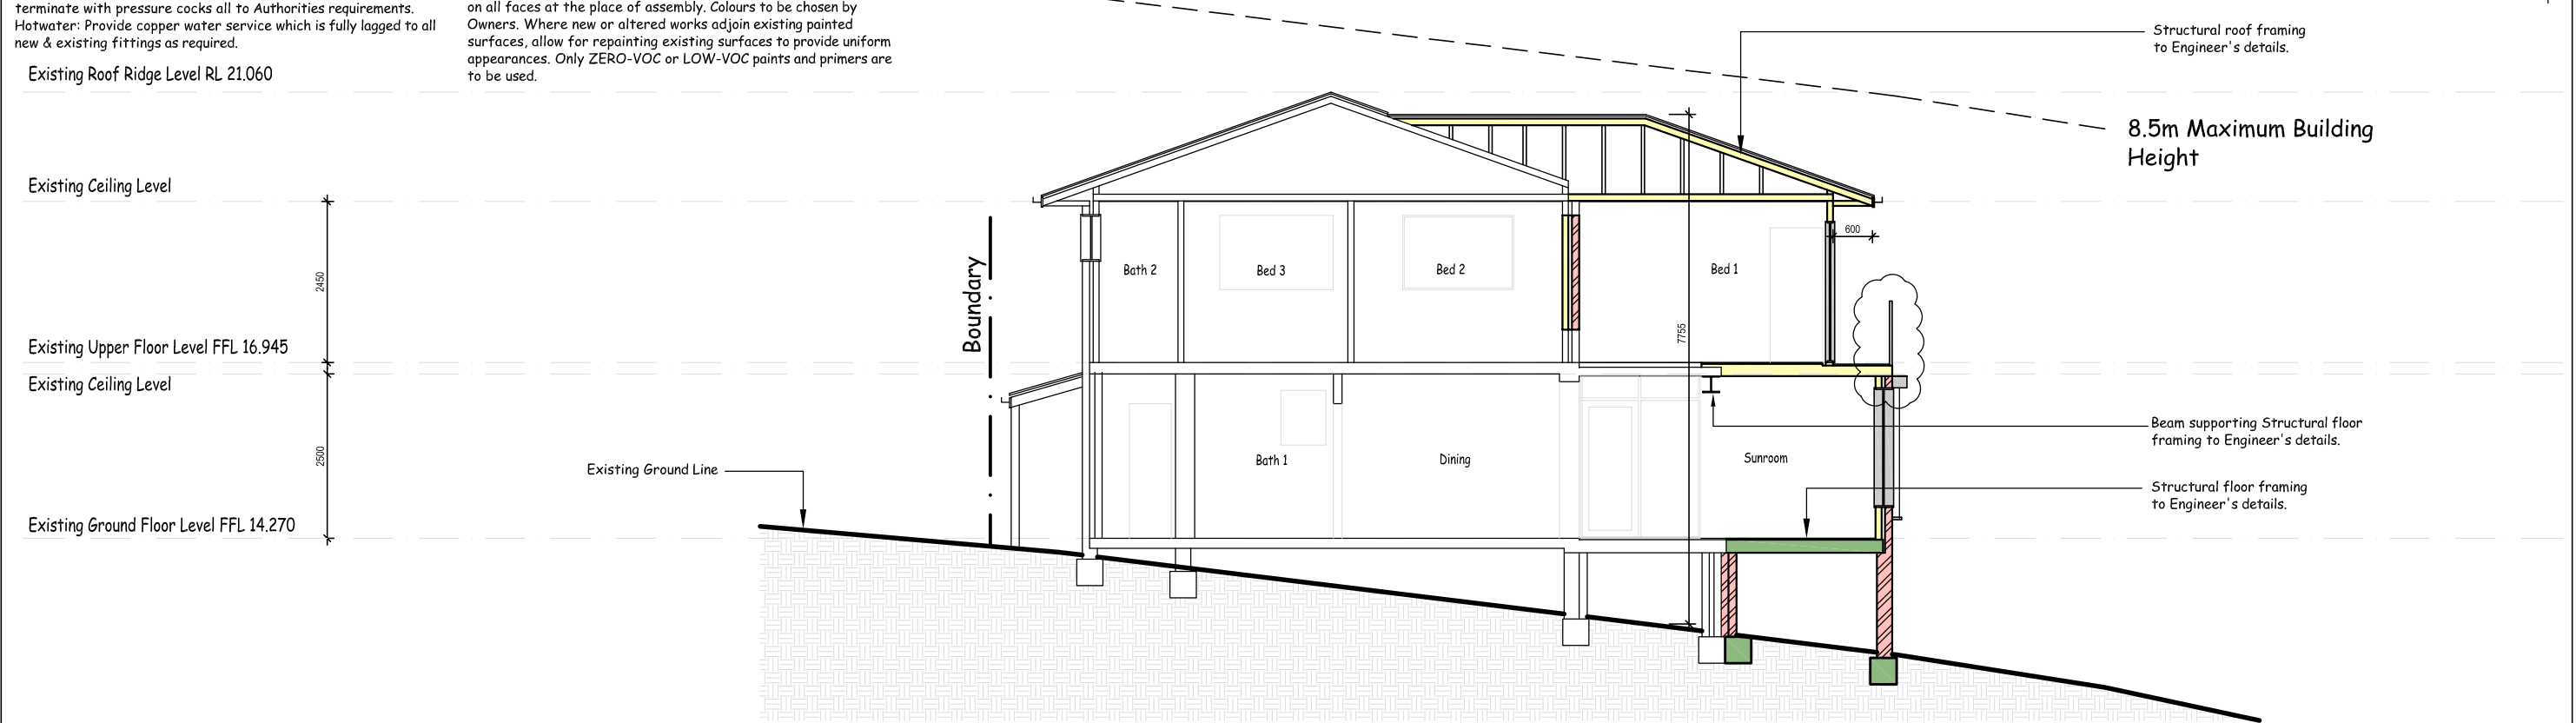 terminate with pressure cocks all to Authorities requirements.
Hotwater: Provide copper water service which is fully lagged to all
new & existing fittings as required.
on all faces at the place of assembly. Colours to be chosen by
Owners. Where new or altered works adjoin existing painted
surfaces, allow for repainting existing surfaces to provide uniform
appearances. Only ZERO-VOC or LOW-VOC paints and primers are
to be used.
Structural roof framing
to Engineer's details.
Existing Roof Ridge Level RL 21.060
8.5m Maximum Building
Height
Existing Ceiling Level
600
2450
Boundary
Bath 2
Bed 3
Bed 2
Bed 1
7755
Existing Upper Floor Level FFL 16.945
Existing Ceiling Level
Beam supporting Structural floor
framing to Engineer's details.
2500
Existing Ground Line
Bath 1
Dining
Sunroom
Structural floor framing
to Engineer's details.
Existing Ground Floor Level FFL 14.270